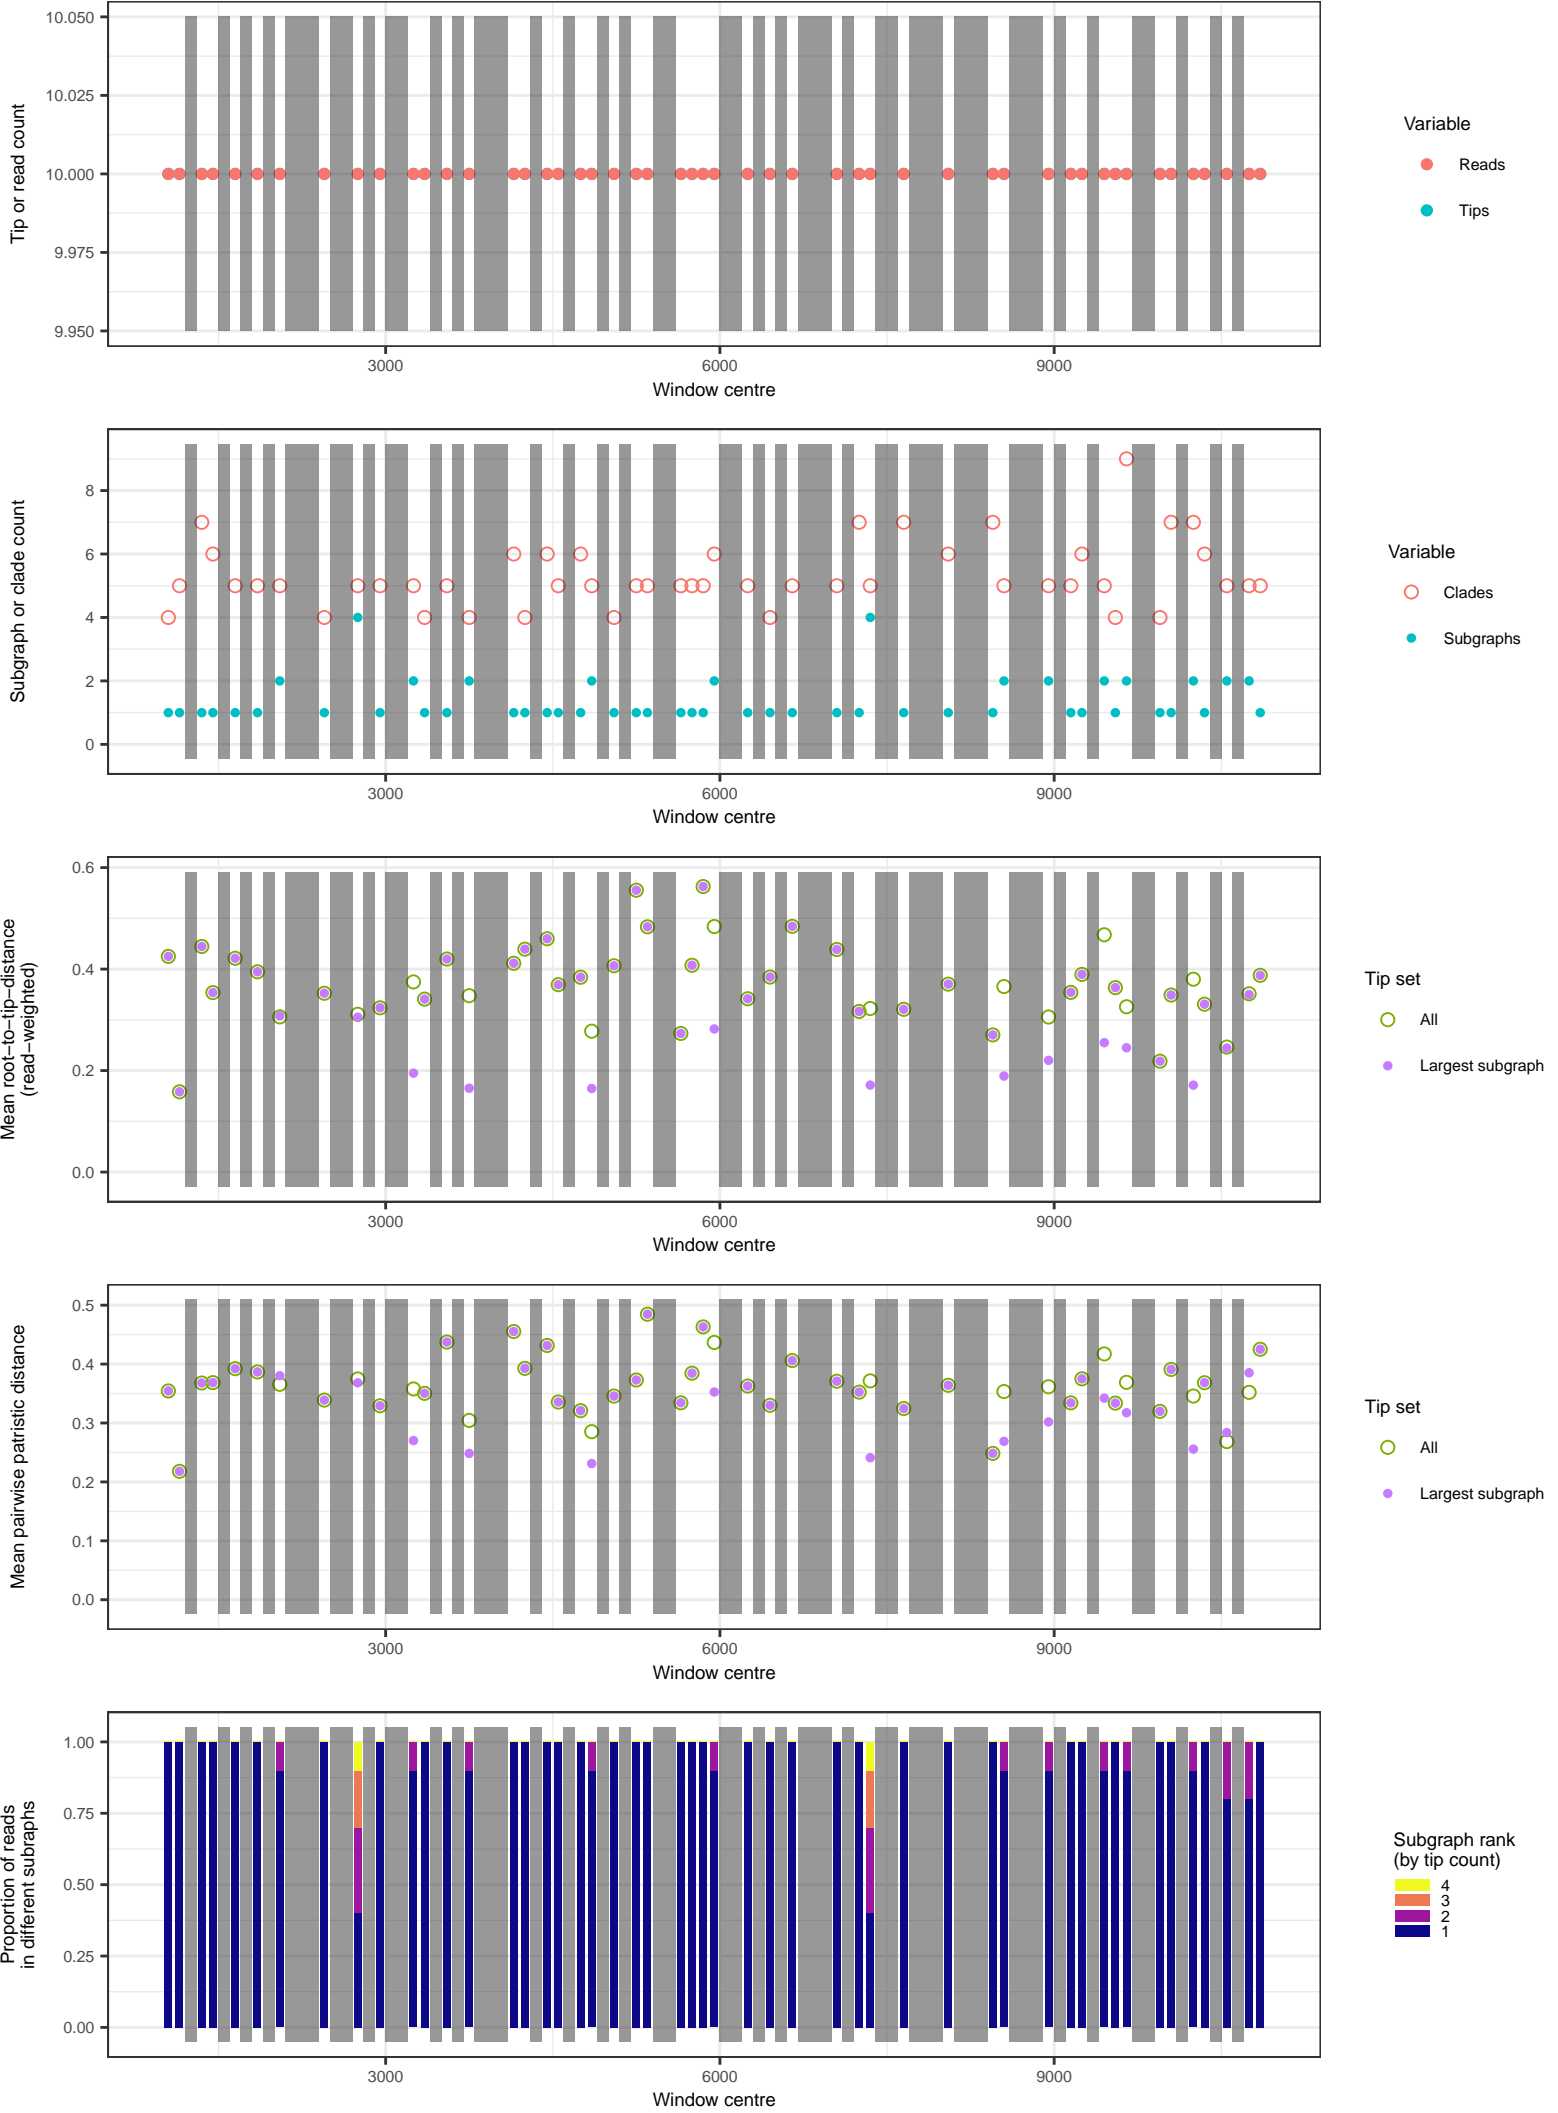 10.050
10.025
10.000
9.975
9.950
Tip or read count
3000
6000
9000
Window centre
Variable
Reads
Tips
8
6
4
2
0
Subgraph or clade count
3000
6000
9000
Window centre
Variable
Clades
Subgraphs
0.6
0.4
0.2
0.0
Mean root−to−tip−distance
(read−weighted)
3000
6000
9000
Window centre
Tip set
All
Largest subgraph
0.5
0.4
0.3
0.2
0.1
0.0
Mean pairwise patristic distance
3000
6000
9000
Window centre
Tip set
All
Largest subgraph
1.00
0.75
0.50
0.25
0.00
Proportion of reads
in different subraphs
3000
6000
9000
Window centre
Subgraph rank
(by tip count)
4
3
2
1